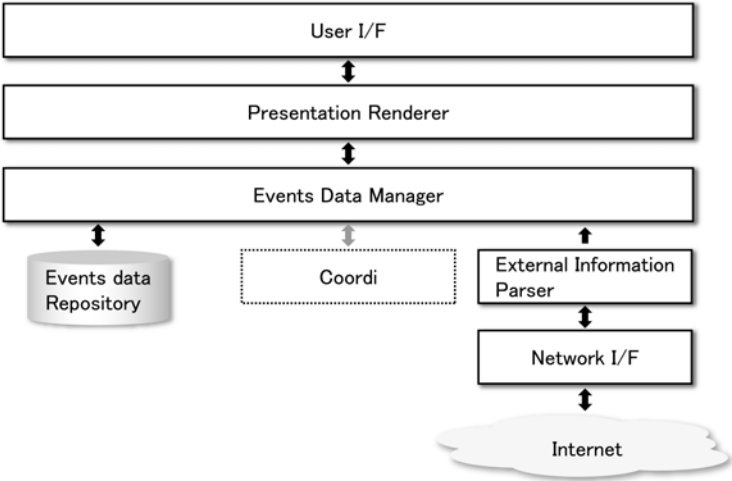 User I/F
Presentation Renderer
Events Data Manager
Events data
Repository
Coordi
External Information
Parser
Network I/F
Internet